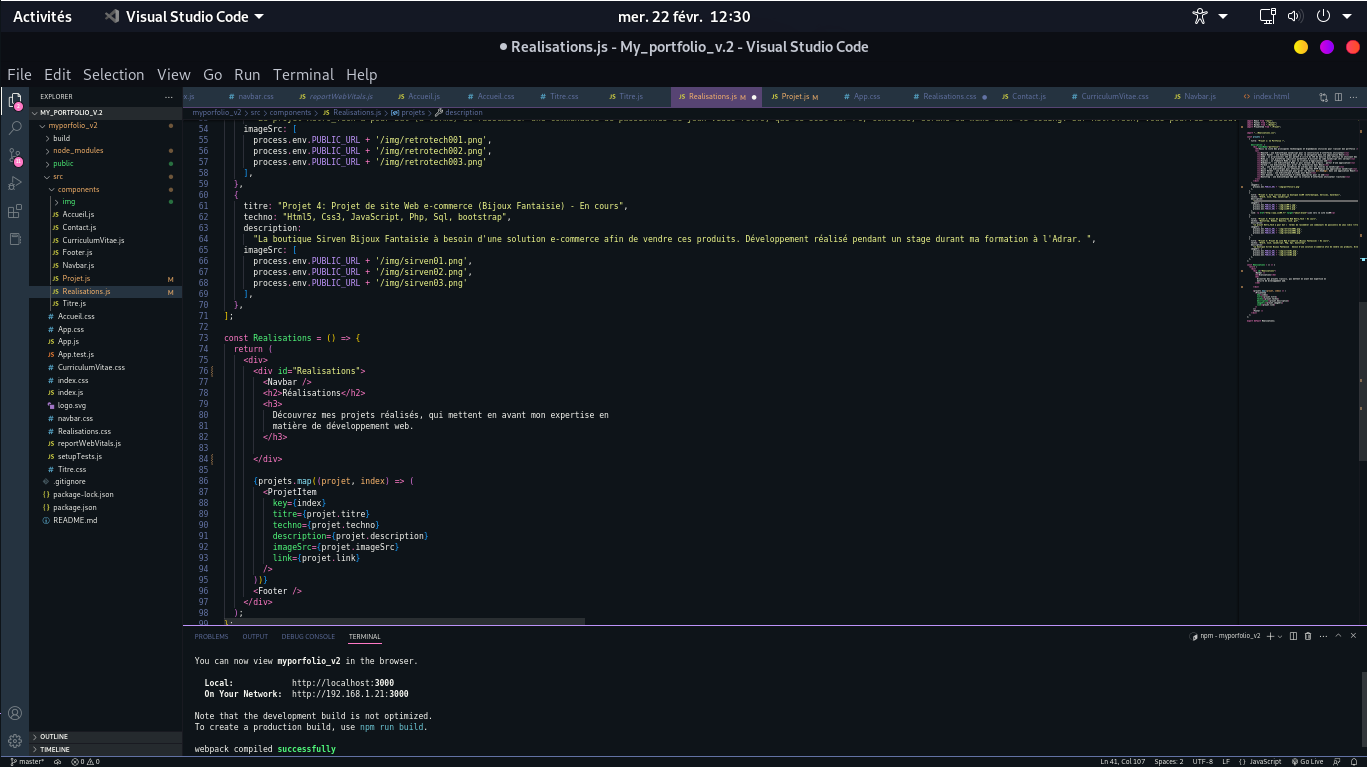 Activités
Visual Studio Code
mer. 22 févr. 12:30
● Realisations.js - My_portfolio_v.2 - Visual Studio Code
File Edit Selection View Go Run Terminal Help
EXPLORER
MY_PORTFOLIO_V.2
myporfolio_v2
build
node_modules
public
src
components
img
Accueil.js
Contact.js
CurriculumVitae.js
Footer.js
Navbar.js
Projet.js M
Realisations.js M
Titre.js
Accueil.css
App.css
App.js
App.test.js
CurriculumVitae.css
index.css
index.js
logo.svg
navbar.css
Realisations.css
reportWebVitals.js
setupTests.js
Titre.css
.gitignore
package-lock.json
package.json
README.md
OUTLINE
TIMELINE
x.js navbar.css reportWebVitals.js Accueil.js Accueil.css Titre.css Titre.js Realisations.js M Projet.js M App.css Realisations.css Contact.js CurriculumVitae.css Navbar.js index.html
myporfolio_v2 > src > components > Realisations.js > projets > description
54 imageSrc: [
55 process.env.PUBLIC_URL + '/img/retrotech001.png',
56 process.env.PUBLIC_URL + '/img/retrotech002.png',
57 process.env.PUBLIC_URL + '/img/retrotech003.png'
58 ],
59 },
60 {
61 titre: "Projet 4: Projet de site Web e-commerce (Bijoux Fantaisie) - En cours",
62 techno: "Html5, Css3, JavaScript, Php, Sql, bootstrap",
63 description:
64 "La boutique Sirven Bijoux Fantaisie à besoin d'une solution e-commerce afin de vendre ces produits. Développement réalisé pendant un stage durant ma formation à l'Adrar. ",
65 imageSrc: [
66 process.env.PUBLIC_URL + '/img/sirven01.png',
67 process.env.PUBLIC_URL + '/img/sirven02.png',
68 process.env.PUBLIC_URL + '/img/sirven03.png'
69 ],
70 },
71 ];
72
73 const Realisations = () => {
74 return (
75 <div>
76 <div id="Realisations">
77 <Navbar />
78 <h2>Réalisations</h2>
79 <h3>
80 Découvrez mes projets réalisés, qui mettent en avant mon expertise en
81 matière de développement web.
82 </h3>
83
84 </div>
85
86 {projets.map((projet, index) => (
87 <ProjetItem
88 key={index}
89 titre={projet.titre}
90 techno={projet.techno}
91 description={projet.description}
92 imageSrc={projet.imageSrc}
93 link={projet.link}
94 />
95 ))}
96 <Footer />
97 </div>
98 );
99 };
PROBLEMS OUTPUT DEBUG CONSOLE TERMINAL
npm - myporfolio_v2
You can now view myporfolio_v2 in the browser.
Local: http://localhost:3000
On Your Network: http://192.168.1.21:3000
Note that the development build is not optimized.
To create a production build, use npm run build.
webpack compiled successfully
master* 0 0
Ln 41, Col 107 Spaces: 2 UTF-8 LF {} JavaScript Go Live